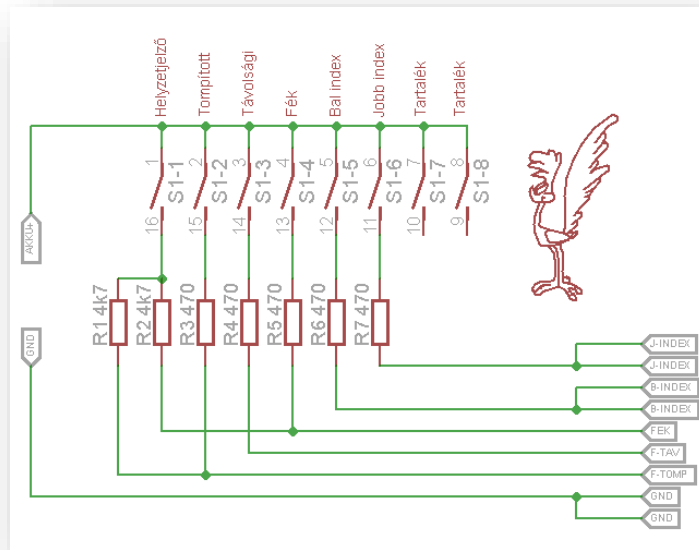 Helyzetjelző
Tompított
Távolsági
Fék
Bal index
Jobb index
Tartalék
Tartalék
1
2
3
4
5
6
7
8
S1-1
S1-2
S1-3
S1-4
S1-5
S1-6
S1-7
S1-8
16
15
14
13
12
11
10
9
AKKU+
GND
R1 4k7
R2 4k7
R3 470
R4 470
R5 470
R6 470
R7 470
J-INDEX
J-INDEX
B-INDEX
B-INDEX
FEK
F-TAV
F-TOMP
GND
GND